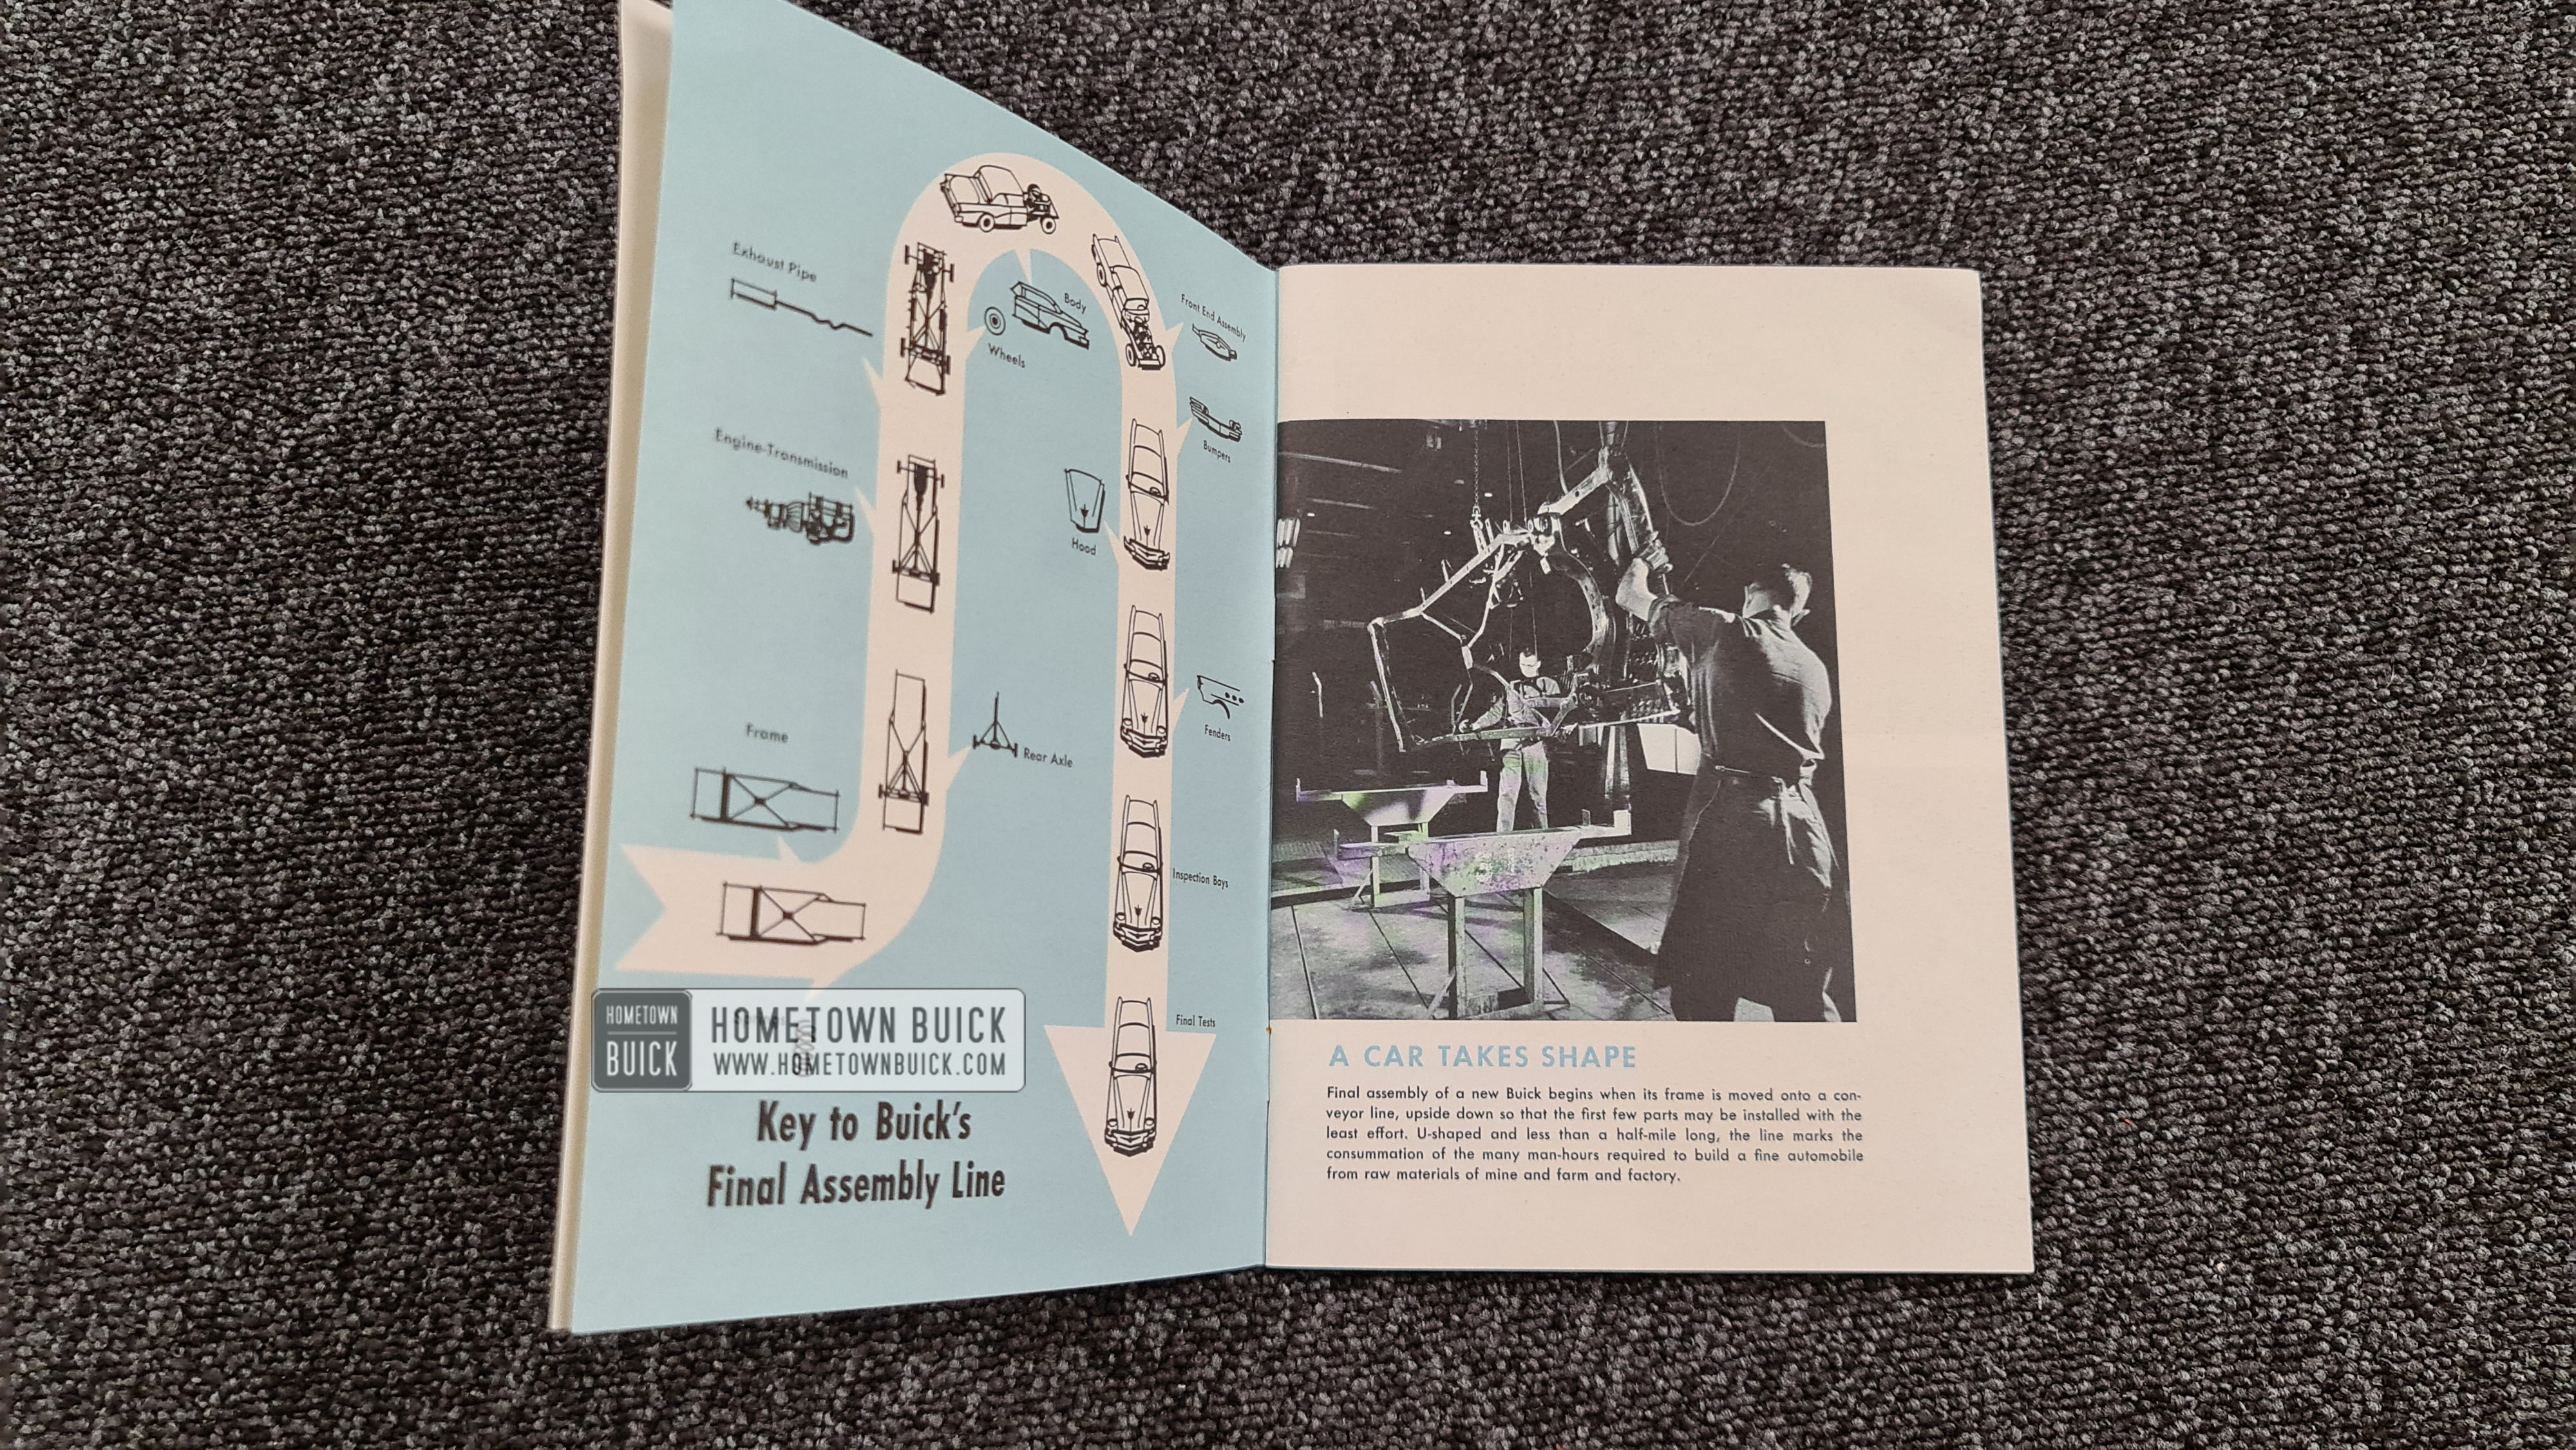 Exhaust Pipe
Body
Wheels
Front End Assembly
Bumpers
Engine-Transmission
Hood
Frame
Rear Axle
Fenders
Inspection Bays
Final Tests
HOMETOWN
BUICK
HOMETOWN BUICK
WWW.HOMETOWNBUICK.COM
Key to Buick's
Final Assembly Line
A CAR TAKES SHAPE
Final assembly of a new Buick begins when its frame is moved onto a con-
veyor line, upside down so that the first few parts may be installed with the
least effort. U-shaped and less than a half-mile long, the line marks the
consummation of the many man-hours required to build a fine automobile
from raw materials of mine and farm and factory.